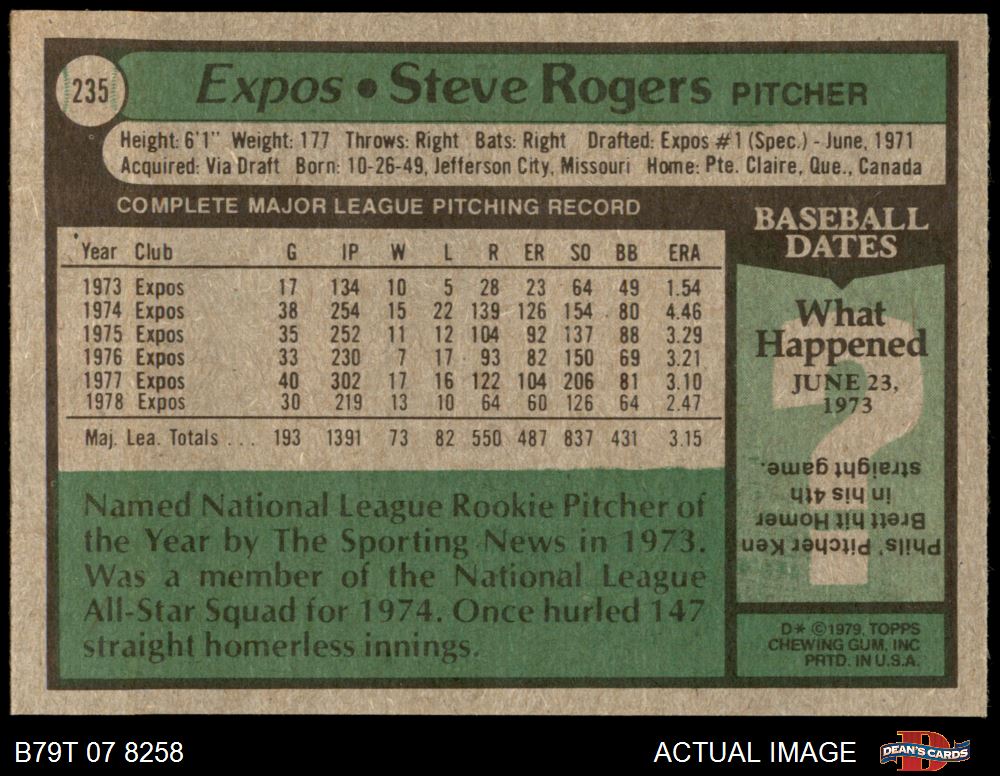 235
Expos • Steve Rogers PITCHER
Height: 6'1" Weight: 177 Throws: Right Bats: Right Drafted: Expos #1 (Spec.) - June, 1971
Acquired: Via Draft Born: 10-26-49, Jefferson City, Missouri Home: Pte. Claire, Que., Canada
COMPLETE MAJOR LEAGUE PITCHING RECORD
Year Club G IP W L R ER SO BB ERA
1973 Expos 17 134 10 5 28 23 64 49 1.54
1974 Expos 38 254 15 22 139 126 154 80 4.46
1975 Expos 35 252 11 12 104 92 137 88 3.29
1976 Expos 33 230 7 17 93 82 150 69 3.21
1977 Expos 40 302 17 16 122 104 206 81 3.10
1978 Expos 30 219 13 10 64 60 126 64 2.47
Maj. Lea. Totals . . . 193 1391 73 82 550 487 837 431 3.15
Named National League Rookie Pitcher of
the Year by The Sporting News in 1973.
Was a member of the National League
All-Star Squad for 1974. Once hurled 147
straight homerless innings.
BASEBALL
DATES
What
Happened
JUNE 23,
1973
?
Phils' Pitcher Ken
Brett hit Homer
in his 4th
straight game.
D* ©1979, TOPPS
CHEWING GUM, INC
PRTD. IN U.S.A.
B79T 07 8258
ACTUAL IMAGE
D
DEAN'S CARDS